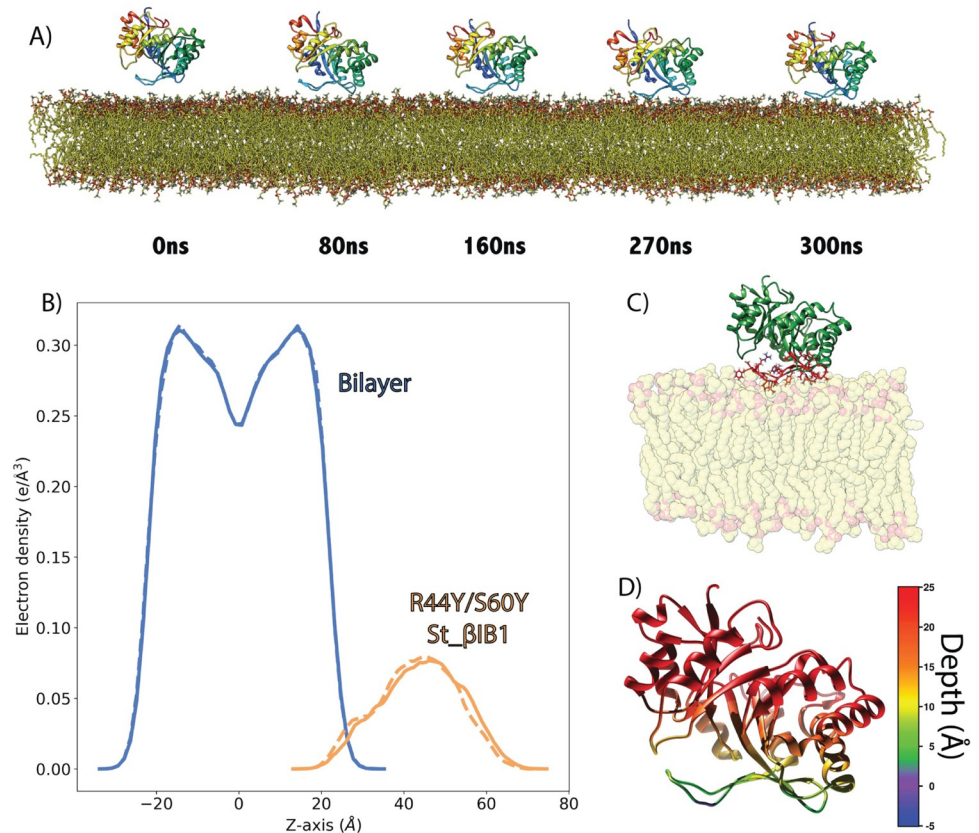 A)
0ns 80ns 160ns 270ns 300ns
B)
Electron density (e/Å³)
0.30
0.25
0.20
0.15
0.10
0.05
0.00
Bilayer
R44Y/S60Y
St_βIB1
−20 0 20 40 60 80
Z-axis (Å)
C)
D)
25
20
15
10
5
0
-5
Depth (Å)